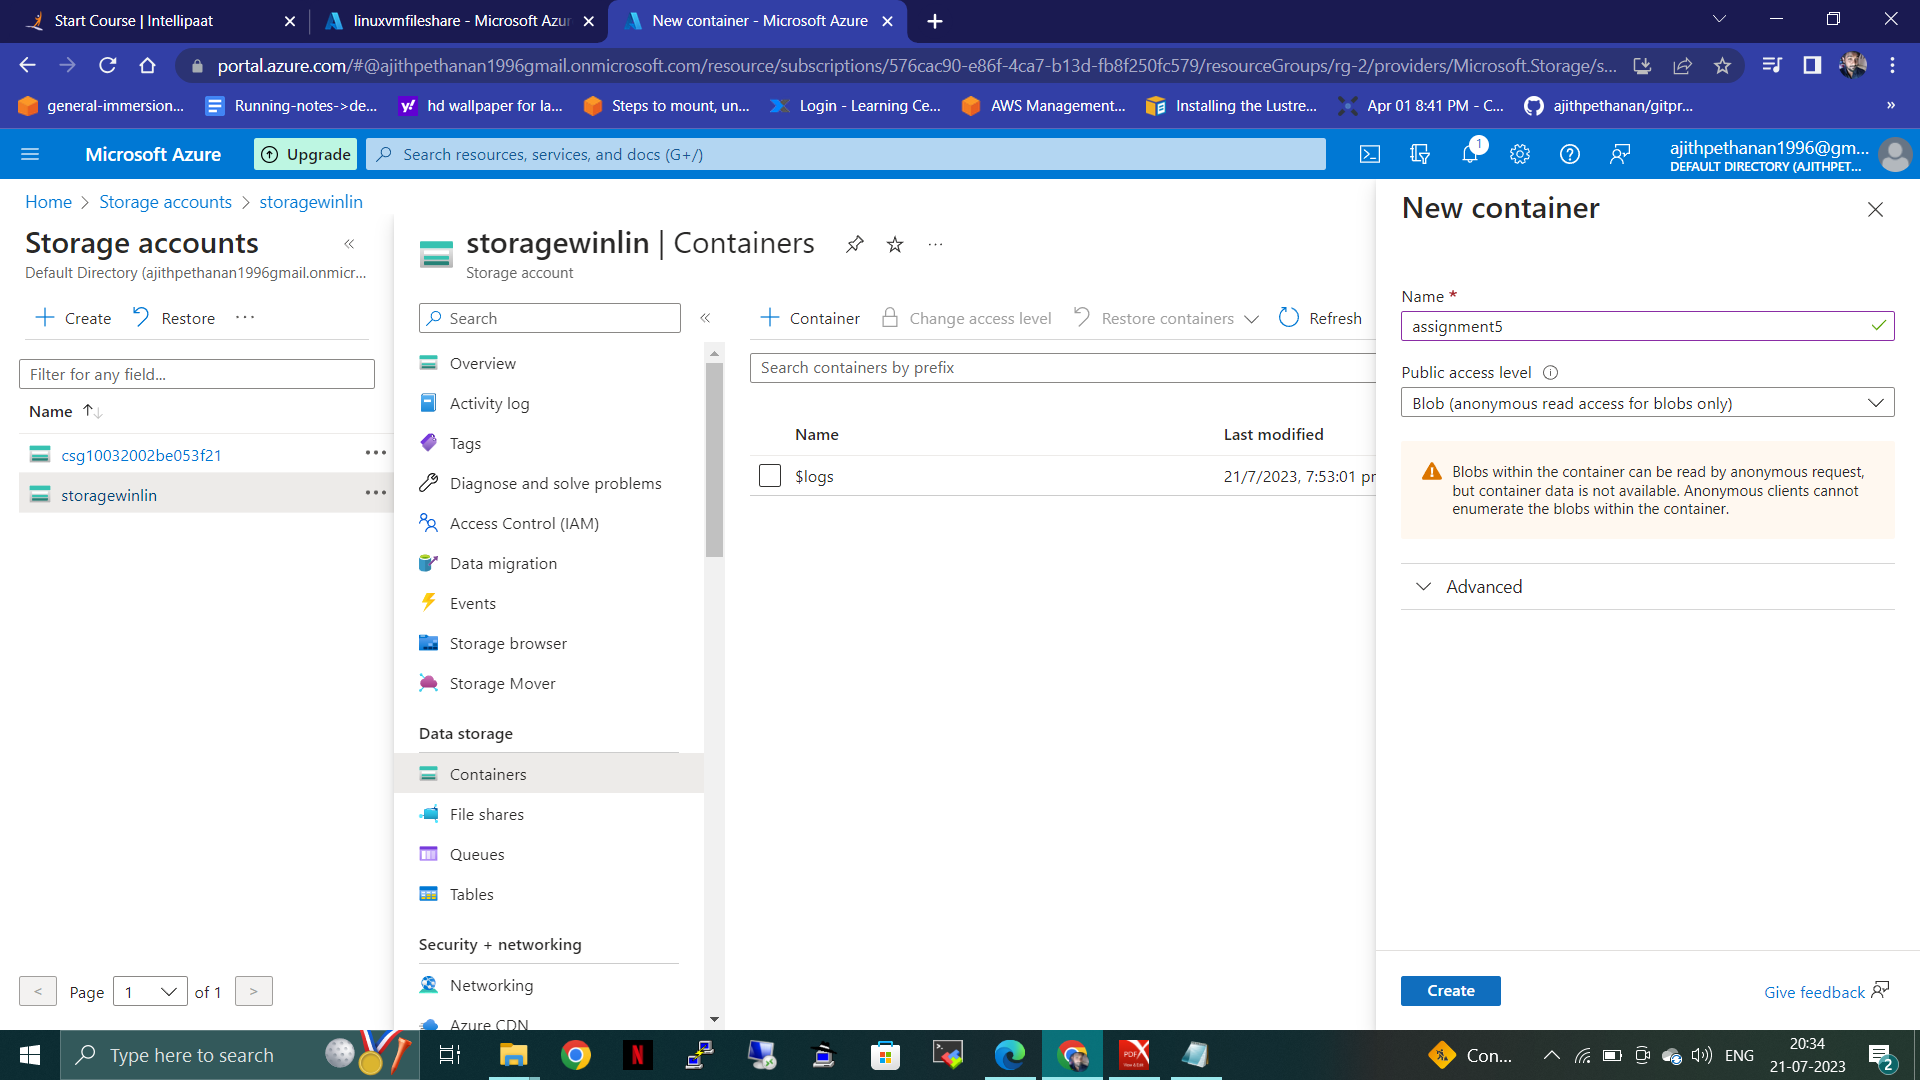 Start Course | Intellipaat
linuxvmfileshare - Microsoft Azur
New container - Microsoft Azure
portal.azure.com/#@ajithpethanan1996gmail.onmicrosoft.com/resource/subscriptions/576cac90-e86f-4ca7-b13d-fb8f250fc579/resourceGroups/rg-2/providers/Microsoft.Storage/s...
general-immersion...
Running-notes->de...
hd wallpaper for la...
Steps to mount, un...
Login - Learning Ce...
AWS Management...
Installing the Lustre...
Apr 01 8:41 PM - C...
ajithpethanan/gitpr...
»
Microsoft Azure
Upgrade
Search resources, services, and docs (G+/)
1
ajithpethanan1996@gm...
DEFAULT DIRECTORY (AJITHPET...
Home > Storage accounts > storagewinlin
Storage accounts
Default Directory (ajithpethanan1996gmail.onmicr...
Create
Restore
Filter for any field...
Name
csg10032002be053f21
storagewinlin
< Page 1 of 1 >
storagewinlin | Containers
Storage account
Search
Overview
Activity log
Tags
Diagnose and solve problems
Access Control (IAM)
Data migration
Events
Storage browser
Storage Mover
Data storage
Containers
File shares
Queues
Tables
Security + networking
Networking
Azure CDN
Container
Change access level
Restore containers
Refresh
Search containers by prefix
Name
Last modified
$logs
21/7/2023, 7:53:01 pr
New container
Name *
assignment5
Public access level
Blob (anonymous read access for blobs only)
Blobs within the container can be read by anonymous request,
but container data is not available. Anonymous clients cannot
enumerate the blobs within the container.
Advanced
Create
Give feedback
Type here to search
Con...
ENG
20:34
21-07-2023
2